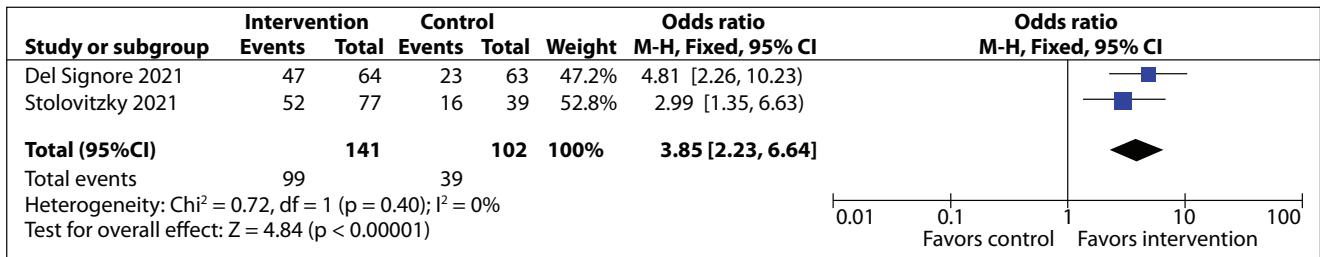 Intervention Control Odds ratio Odds ratio
Study or subgroup Events Total Events Total Weight M-H, Fixed, 95% CI M-H, Fixed, 95% CI
Del Signore 2021 47 64 23 63 47.2% 4.81 [2.26, 10.23)
Stolovitzky 2021 52 77 16 39 52.8% 2.99 [1.35, 6.63)
Total (95%CI) 141 102 100% 3.85 [2.23, 6.64]
Total events 99 39
Heterogeneity: Chi² = 0.72, df = 1 (p = 0.40); I² = 0%
Test for overall effect: Z = 4.84 (p < 0.00001)
0.01 0.1 1 10 100
Favors control Favors intervention